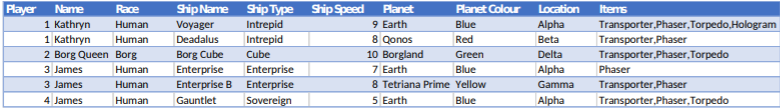 Player Name Race Ship Name Ship Type Ship Speed Planet Planet Colour Location Items
1 Kathryn Human Voyager Intrepid 9 Earth Blue Alpha Transporter,Phaser,Torpedo,Hologram
1 Kathryn Human Deadalus Intrepid 8 Qonos Red Beta Transporter,Phaser
2 Borg Queen Borg Borg Cube Cube 10 Borgland Green Delta Transporter,Phaser,Torpedo
3 James Human Enterprise Enterprise 7 Earth Blue Alpha Phaser
3 James Human Enterprise B Enterprise 8 Tetriana Prime Yellow Gamma Transporter,Phaser
4 James Human Gauntlet Sovereign 5 Earth Blue Alpha Transporter,Phaser,Torpedo